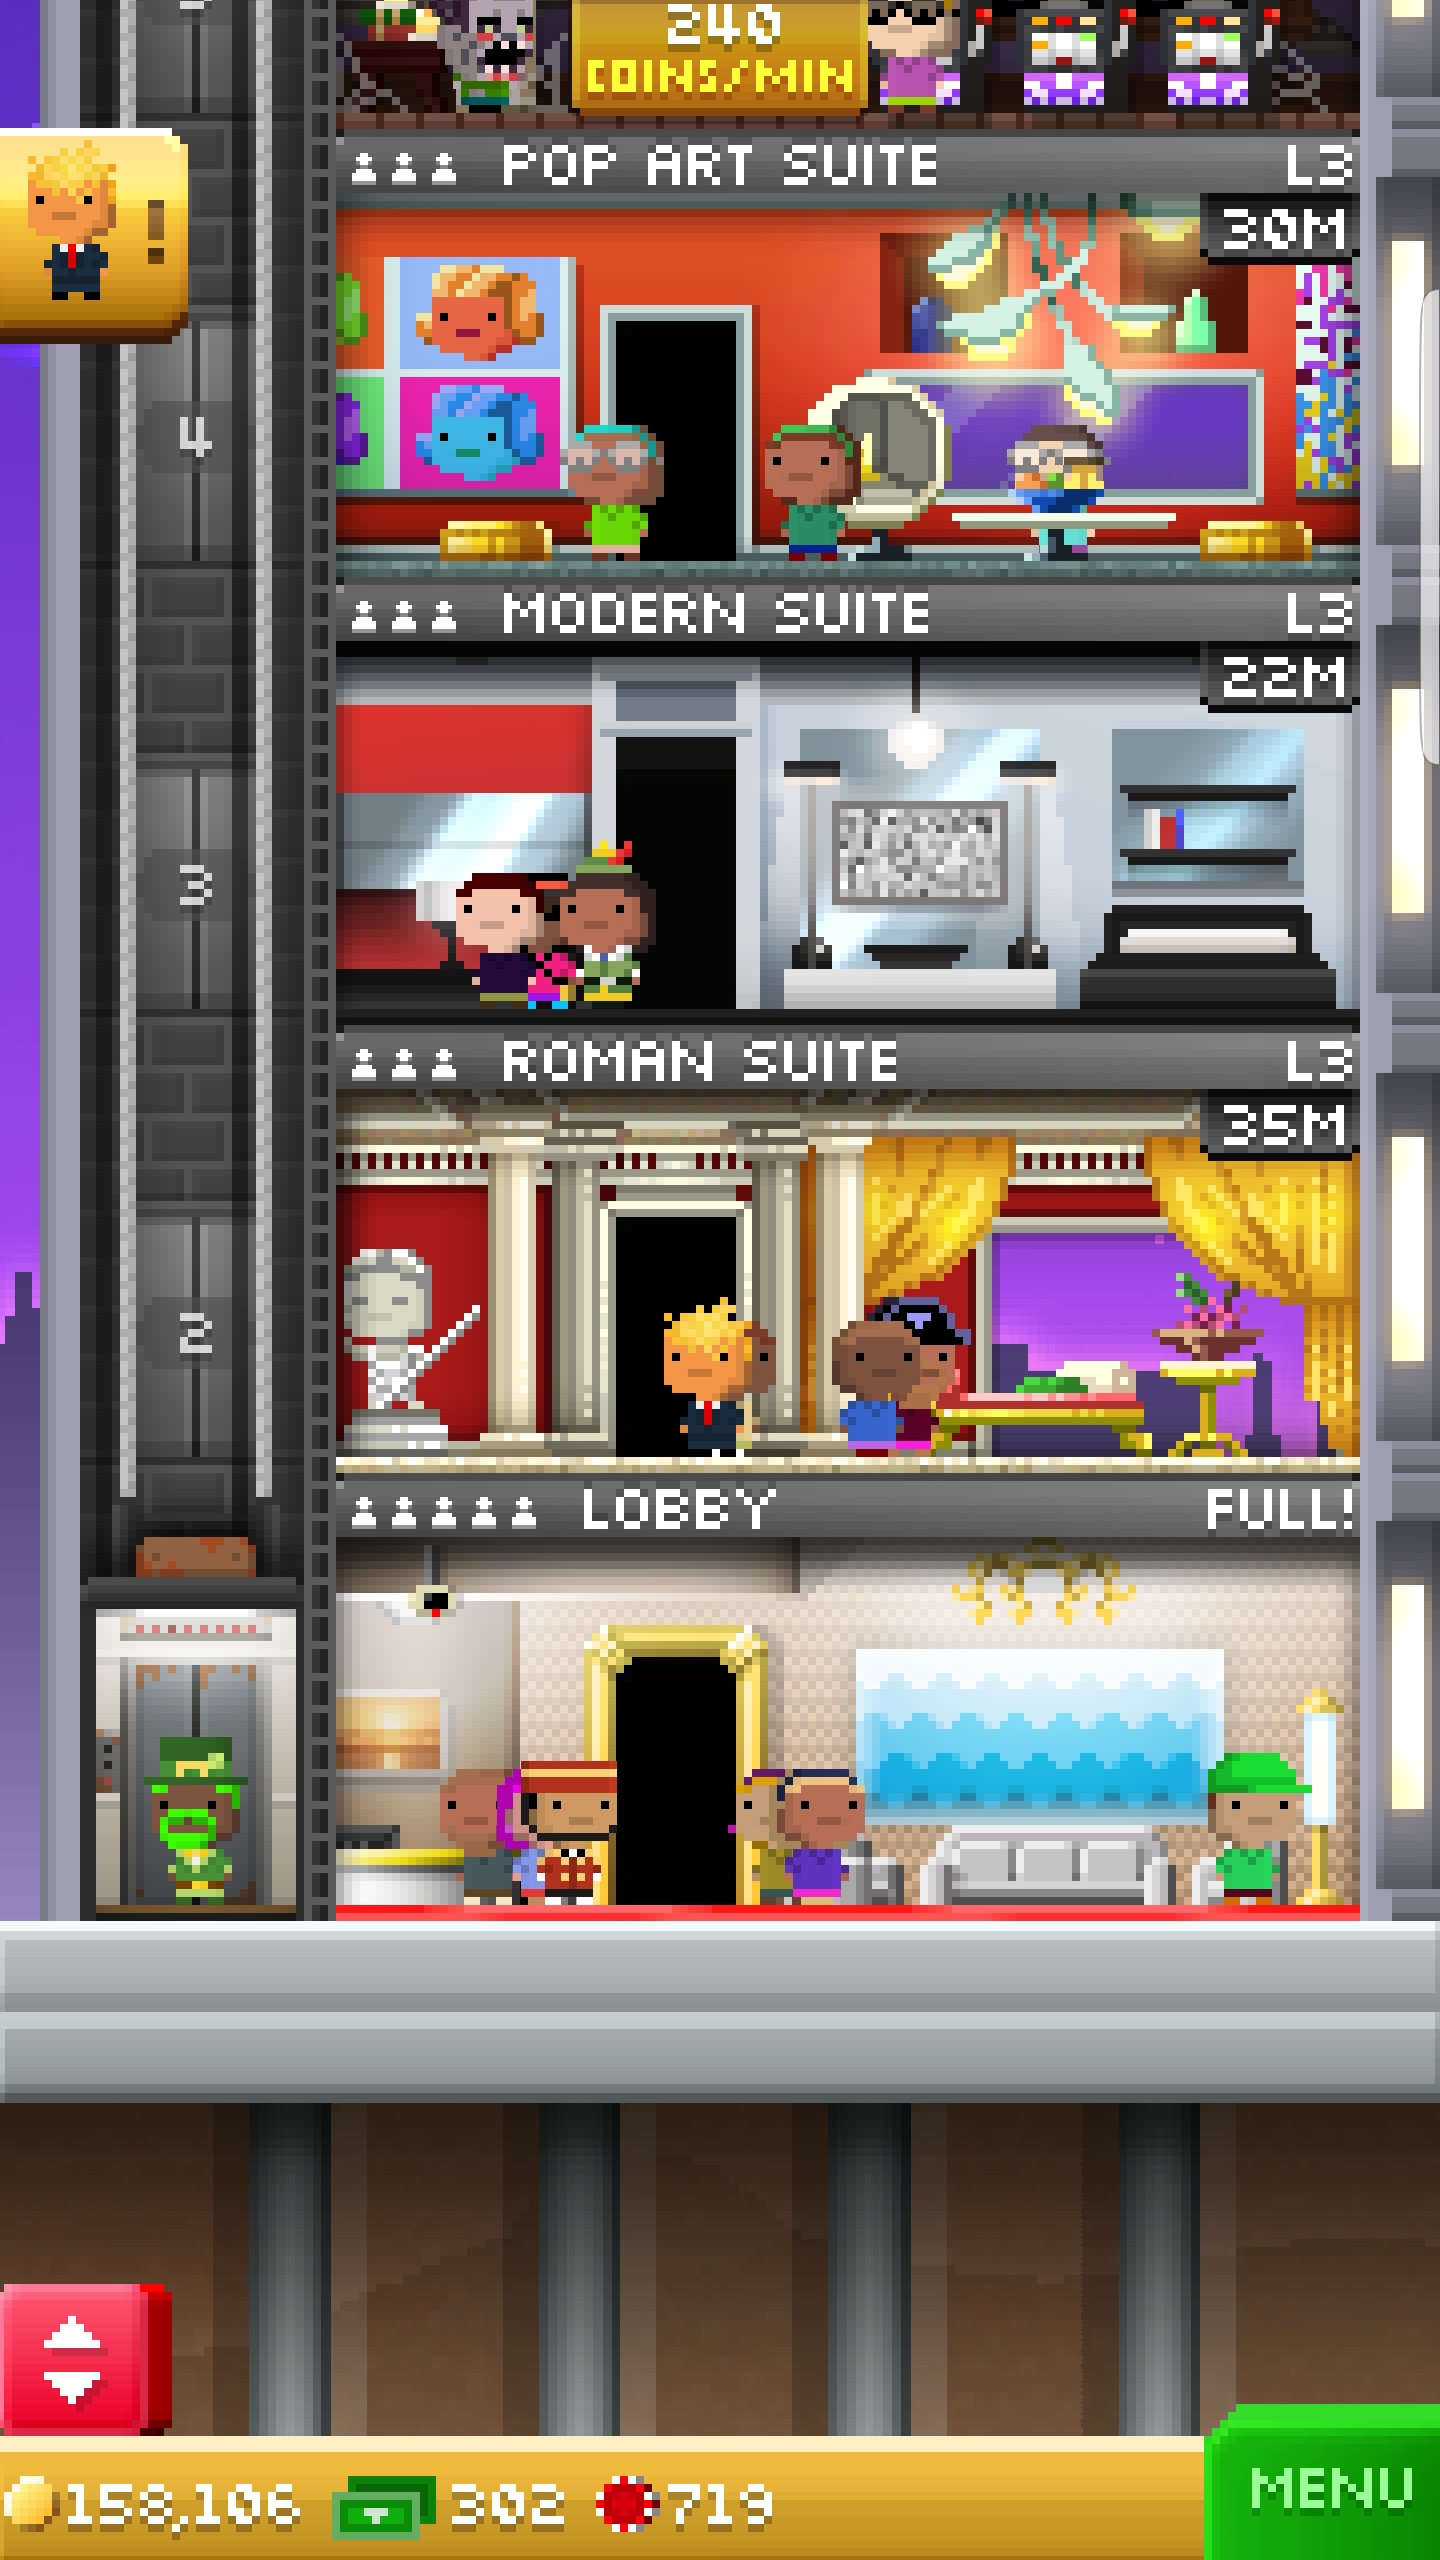 240
COINS/MIN
POP ART SUITE L3
30M
!
4
MODERN SUITE L3
22M
3
ROMAN SUITE L3
35M
2
LOBBY FULL!
158,106 302 719
MENU